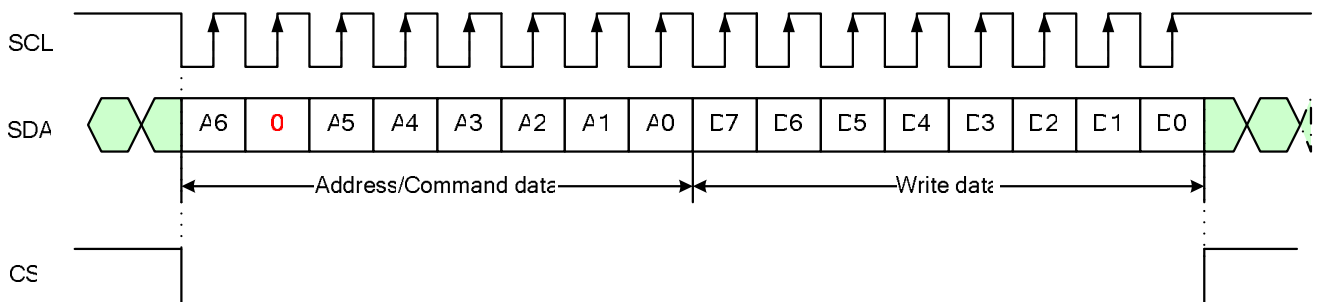 SCL
SDA A6 0 A5 A4 A3 A2 A1 A0 D7 D6 D5 D4 D3 D2 D1 D0
Address/Command data Write data
CS